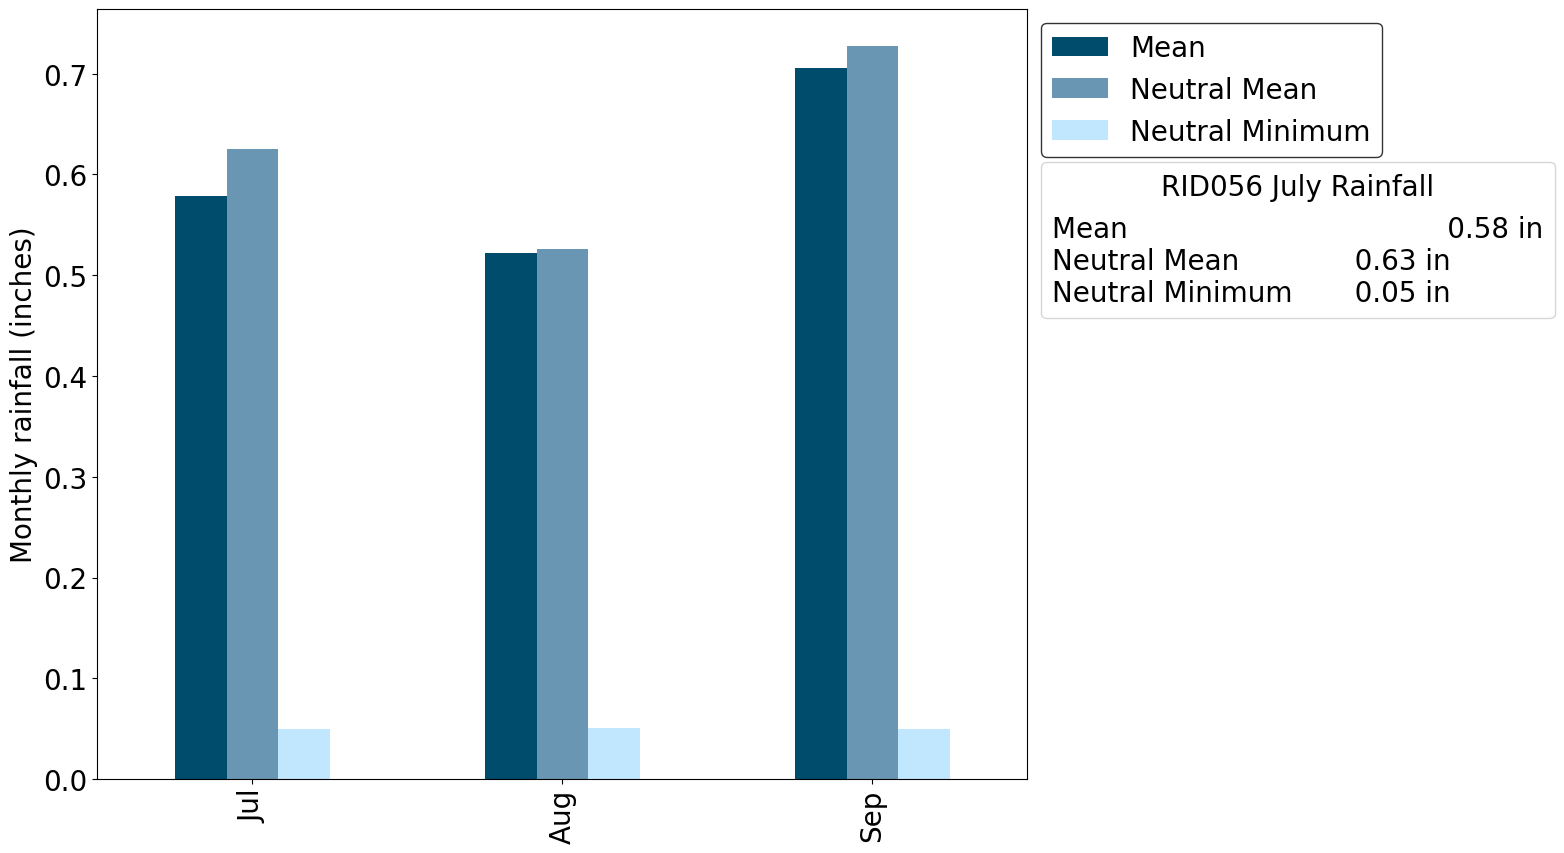 Monthly rainfall (inches)
0.7
0.6
0.5
0.4
0.3
0.2
0.1
0.0
Jul
Aug
Sep
Mean
Neutral Mean
Neutral Minimum
RID056 July Rainfall
Mean 0.58 in
Neutral Mean 0.63 in
Neutral Minimum 0.05 in